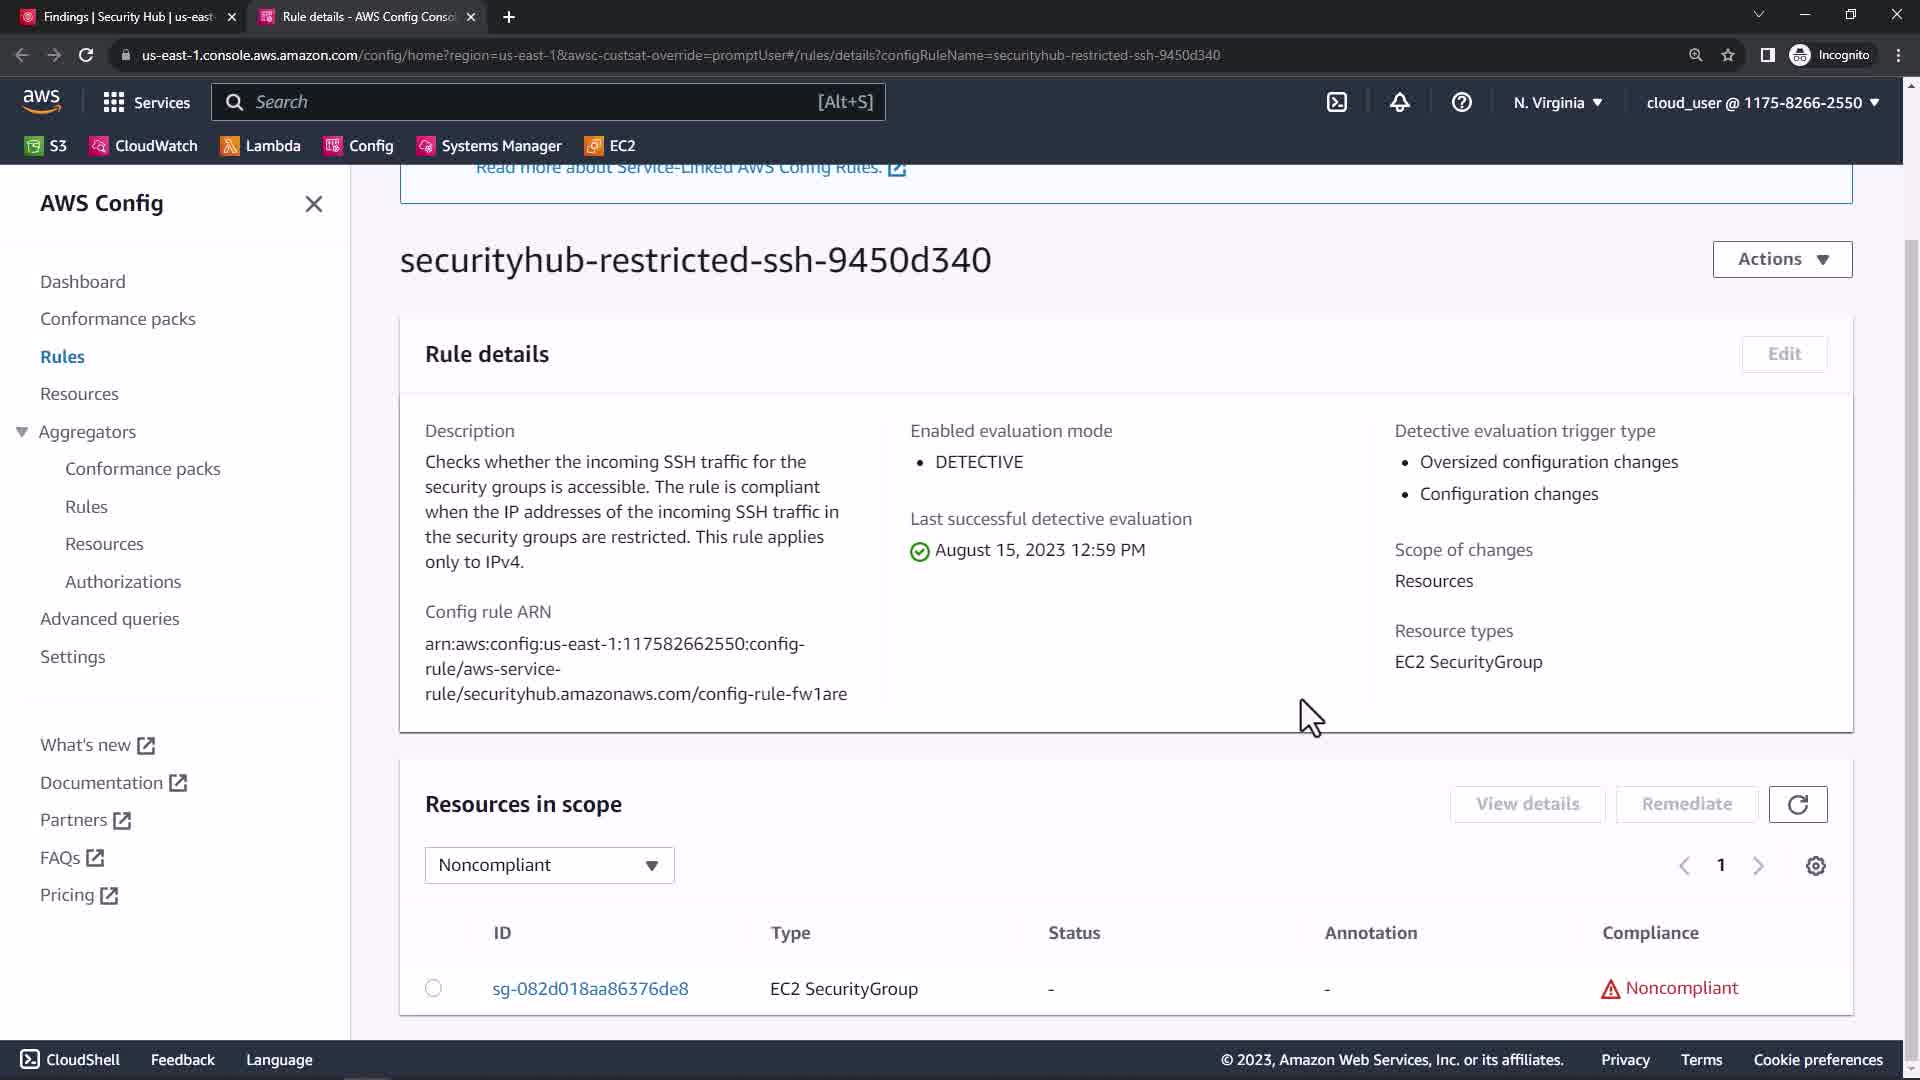 Findings | Security Hub | us-east
Rule details - AWS Config Conso
us-east-1.console.aws.amazon.com/config/home?region=us-east-1&awsc-custsat-override=promptUser#/rules/details?configRuleName=securityhub-restricted-ssh-9450d340
Incognito
aws
Services
Search
[Alt+S]
N. Virginia
cloud_user @ 1175-8266-2550
S3
CloudWatch
Lambda
Config
Systems Manager
EC2
AWS Config
Dashboard
Conformance packs
Rules
Resources
Aggregators
Conformance packs
Rules
Resources
Authorizations
Advanced queries
Settings
What's new
Documentation
Partners
FAQs
Pricing
Read more about Service-Linked AWS Config Rules.
securityhub-restricted-ssh-9450d340
Actions
Rule details
Edit
Description
Checks whether the incoming SSH traffic for the
security groups is accessible. The rule is compliant
when the IP addresses of the incoming SSH traffic in
the security groups are restricted. This rule applies
only to IPv4.
Config rule ARN
arn:aws:config:us-east-1:117582662550:config-
rule/aws-service-
rule/securityhub.amazonaws.com/config-rule-fw1are
Enabled evaluation mode
• DETECTIVE
Last successful detective evaluation
August 15, 2023 12:59 PM
Detective evaluation trigger type
• Oversized configuration changes
• Configuration changes
Scope of changes
Resources
Resource types
EC2 SecurityGroup
Resources in scope
View details
Remediate
Noncompliant
1
ID
Type
Status
Annotation
Compliance
sg-082d018aa86376de8
EC2 SecurityGroup
-
-
Noncompliant
CloudShell
Feedback
Language
© 2023, Amazon Web Services, Inc. or its affiliates.
Privacy
Terms
Cookie preferences